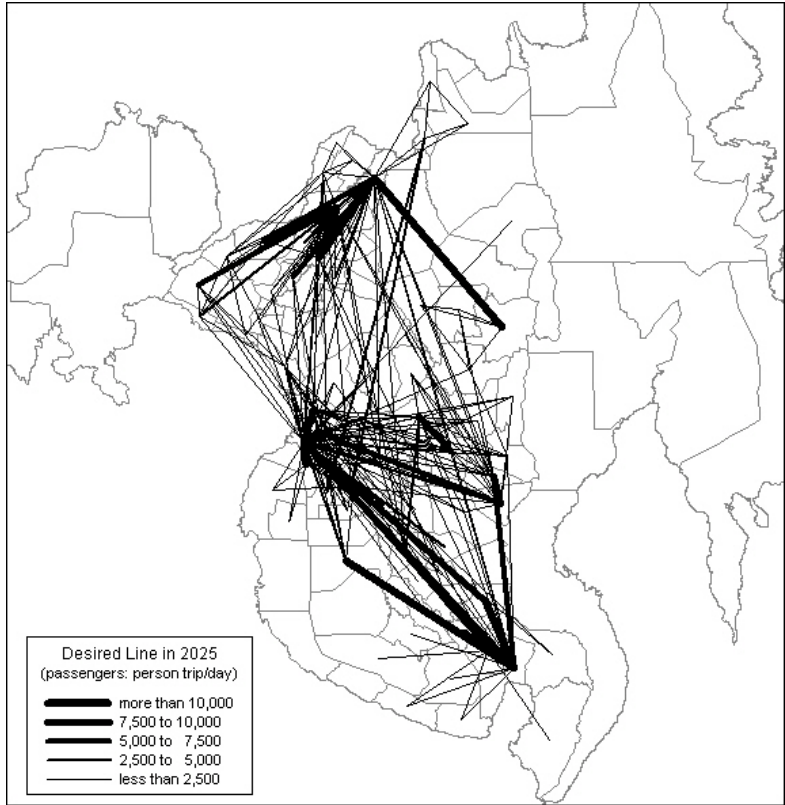 Desired Line in 2025
(passengers: person trip/day)
more than 10,000
7,500 to 10,000
5,000 to 7,500
2,500 to 5,000
less than 2,500